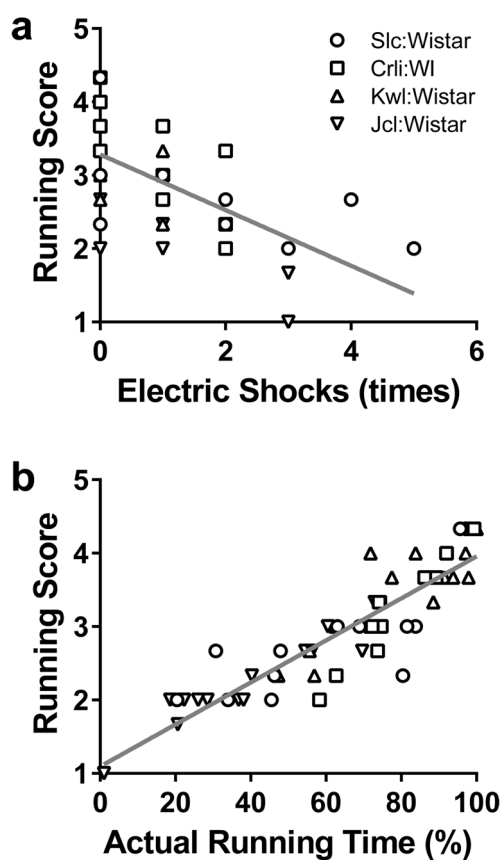 a
5
4
3
2
1
Running Score
0 2 4 6
Electric Shocks (times)
Slc:Wistar
Crli:WI
Kwl:Wistar
Jcl:Wistar
b
5
4
3
2
1
Running Score
0 20 40 60 80 100
Actual Running Time (%)